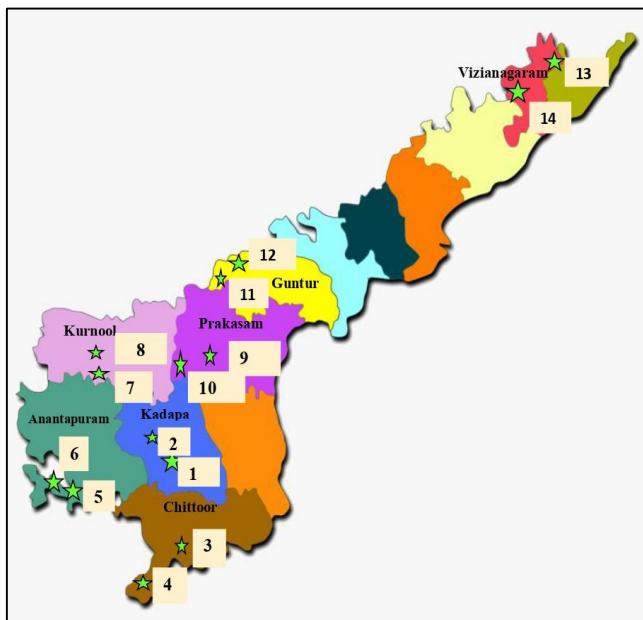 Vizianagaram
13
14
12
Guntur
11
Prakasam
Kurnool
8
9
7
10
Anantapuram
Kadapa
2
6
1
5
Chittoor
3
4